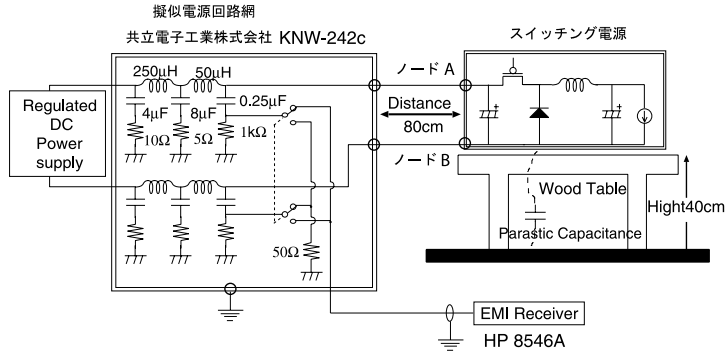 擬似電源回路網
共立電子工業株式会社 KNW-242c
スイッチング電源
250μH
50μH
ノード A
Regulated
DC
Power
supply
4μF
8μF
0.25μF
10Ω
5Ω
1kΩ
Distance
80cm
ノード B
Wood Table
Hight40cm
Parastic Capacitance
50Ω
EMI Receiver
HP 8546A